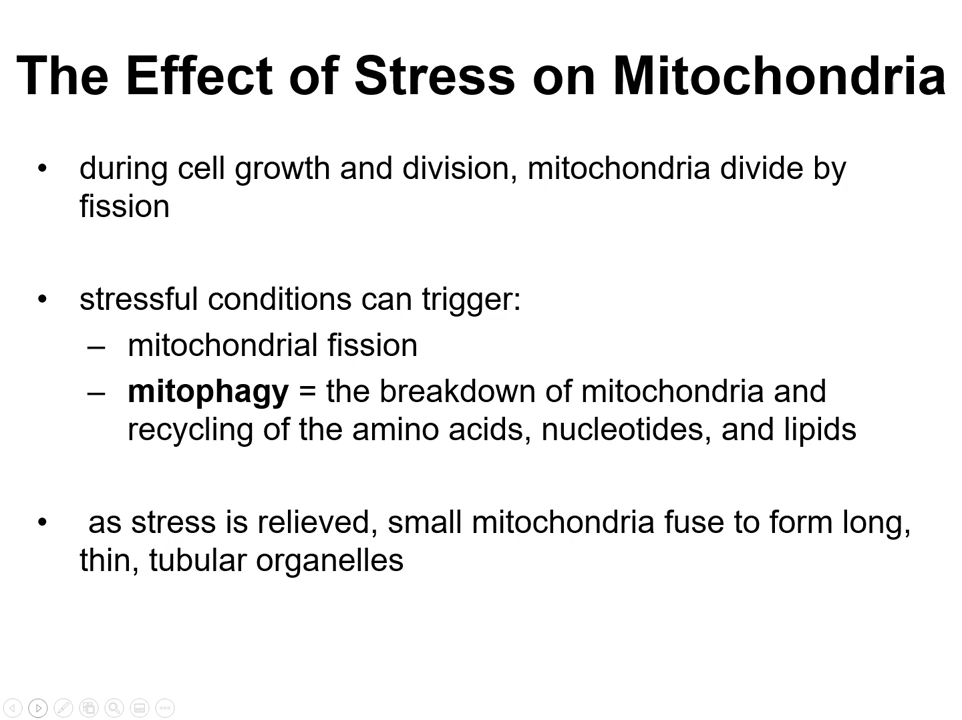 The Effect of Stress on Mitochondria
• during cell growth and division, mitochondria divide by
fission
• stressful conditions can trigger:
– mitochondrial fission
– mitophagy = the breakdown of mitochondria and
recycling of the amino acids, nucleotides, and lipids
• as stress is relieved, small mitochondria fuse to form long,
thin, tubular organelles